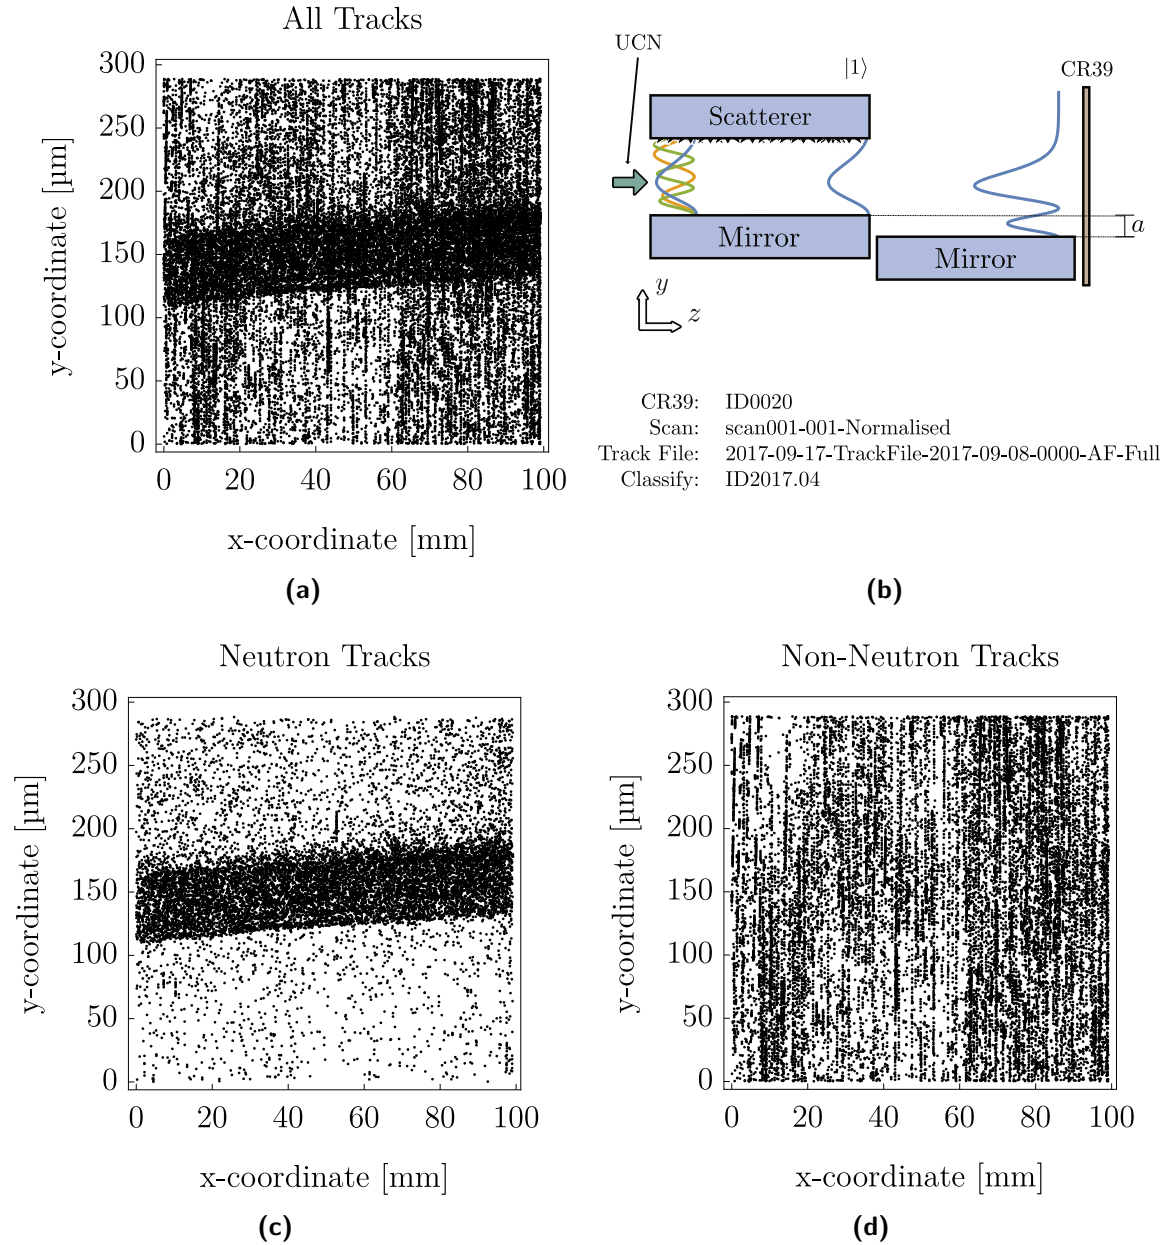 All Tracks
300
250
200
150
100
50
0
0 20 40 60 80 100
y-coordinate [µm]
x-coordinate [mm]
(a)
UCN
|1⟩
CR39
Scatterer
Mirror
a
Mirror
y
z
CR39: ID0020
Scan: scan001-001-Normalised
Track File: 2017-09-17-TrackFile-2017-09-08-0000-AF-Full
Classify: ID2017.04
(b)
Neutron Tracks
300
250
200
150
100
50
0
0 20 40 60 80 100
y-coordinate [µm]
x-coordinate [mm]
(c)
Non-Neutron Tracks
300
250
200
150
100
50
0
0 20 40 60 80 100
y-coordinate [µm]
x-coordinate [mm]
(d)